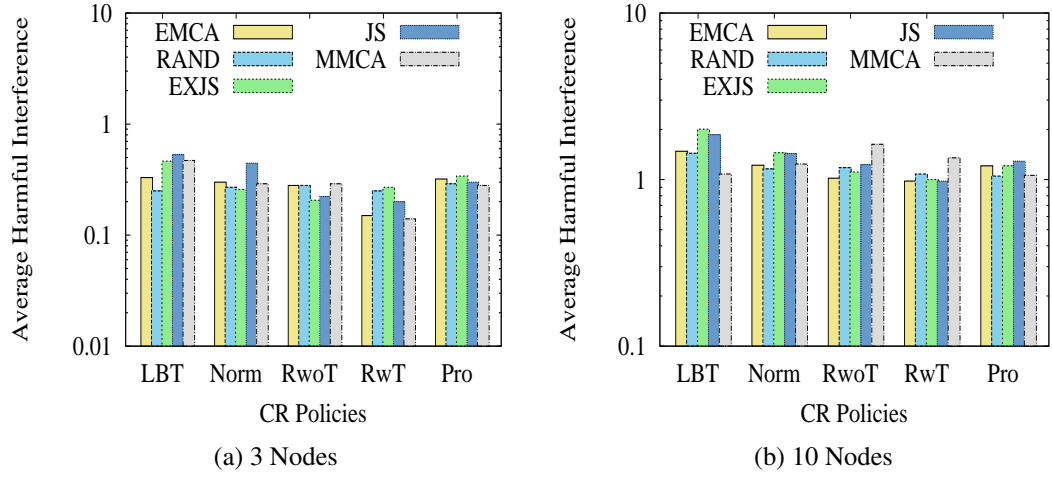 10
1
0.1
0.01
Average Harmful Interference
EMCA
RAND
EXJS
JS
MMCA
LBT Norm RwoT RwT Pro
CR Policies
(a) 3 Nodes
10
1
0.1
Average Harmful Interference
EMCA
RAND
EXJS
JS
MMCA
LBT Norm RwoT RwT Pro
CR Policies
(b) 10 Nodes